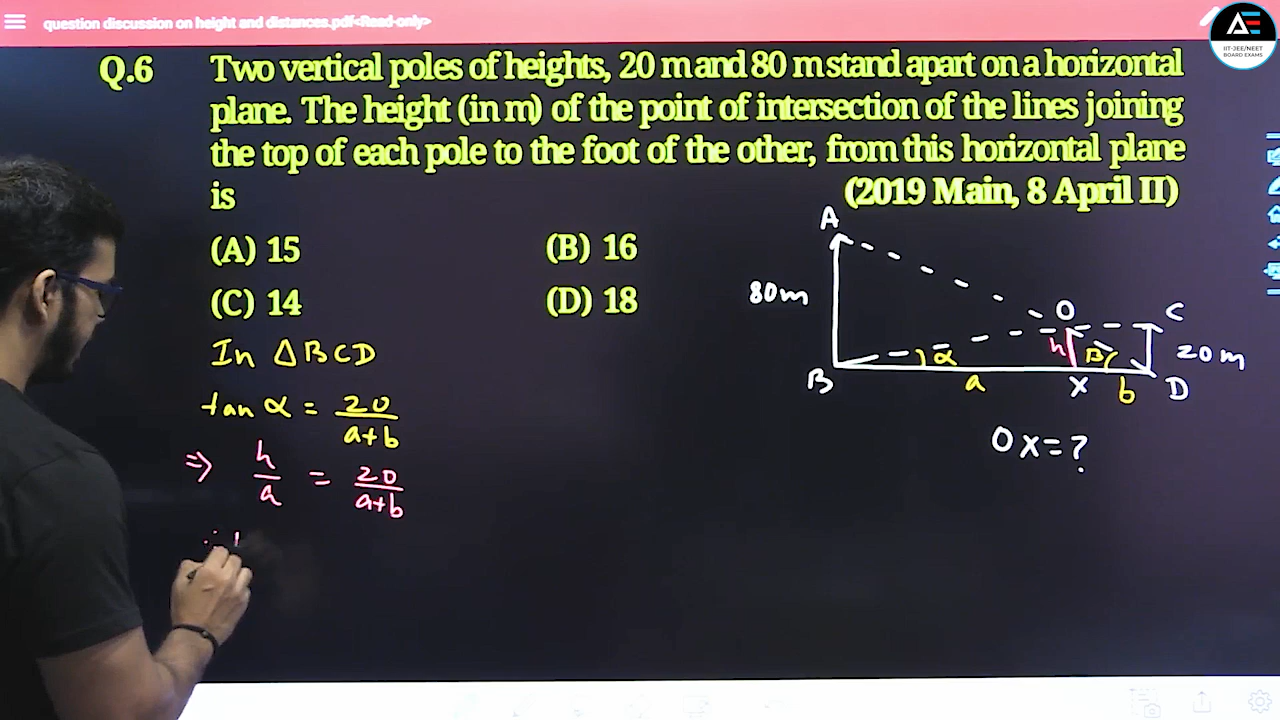 question discussion on height and distances.pdf<Read-only>
IIT-JEE/NEET
BOARD EXAMS
Q.6 Two vertical poles of heights, 20 m and 80 m stand apart on a horizontal
plane. The height (in m) of the point of intersection of the lines joining
the top of each pole to the foot of the other, from this horizontal plane
is (2019 Main, 8 April II)
(A) 15 (B) 16
(C) 14 (D) 18
A
80m
O
C
h
α
β
20m
B
a
X
b
D
OX=?
In △BCD
tan α = 20/a+b
⇒ h/a = 20/a+b